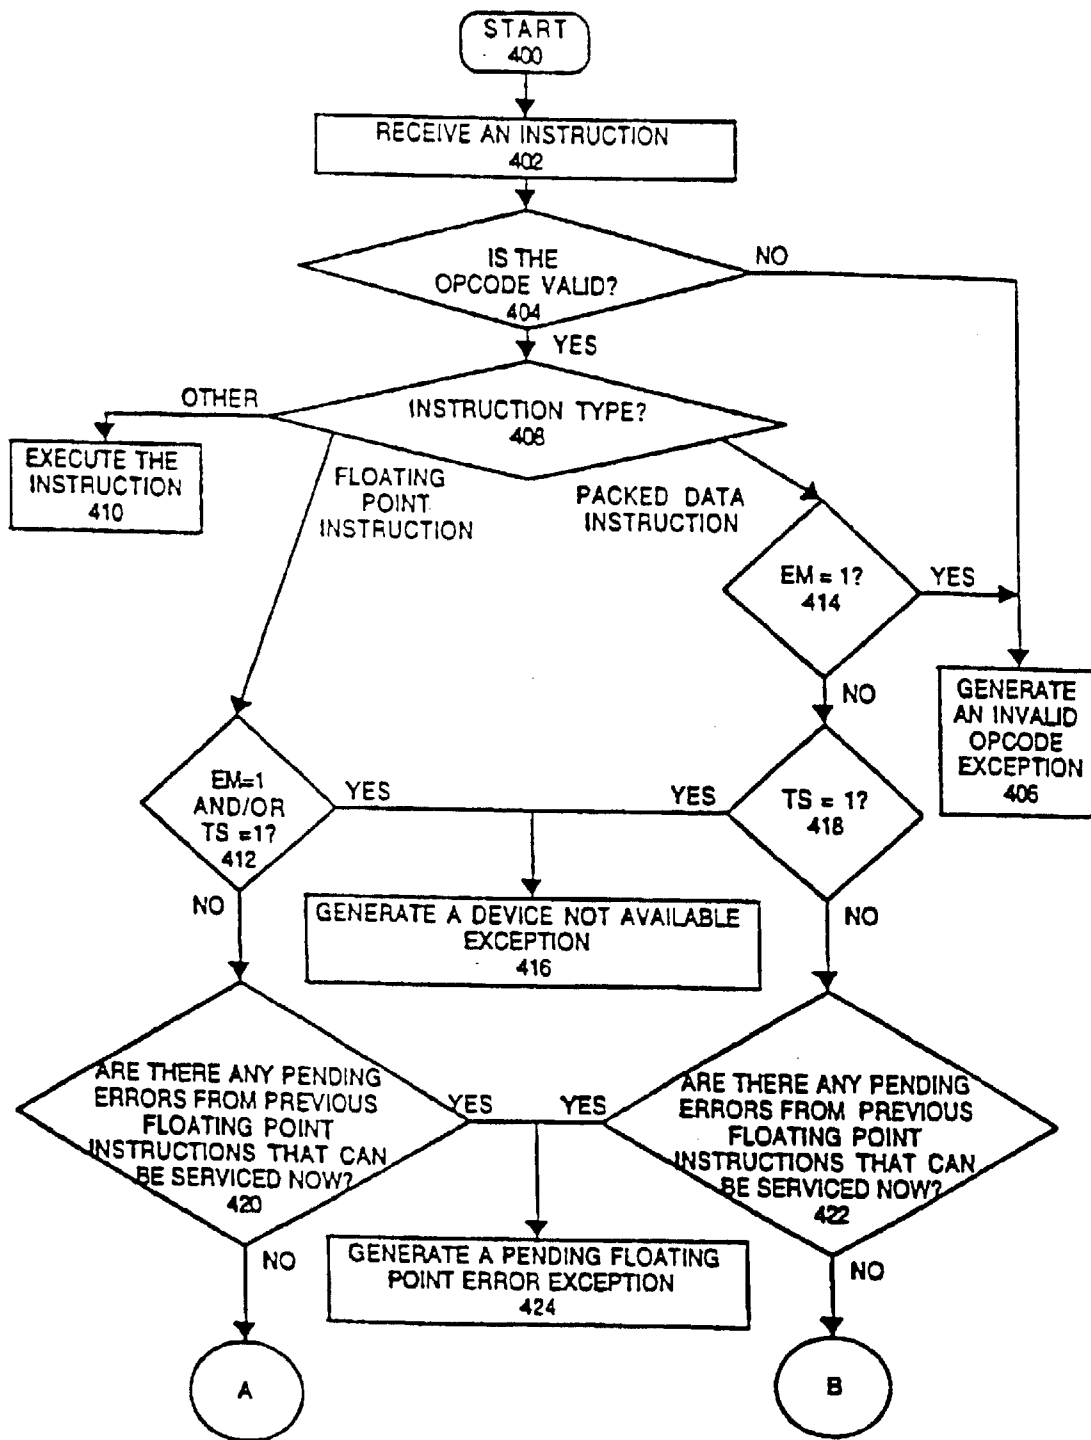 START
400
RECEIVE AN INSTRUCTION
402
IS THE
OPCODE VALID?
404
NO
YES
OTHER
INSTRUCTION TYPE?
408
EXECUTE THE
INSTRUCTION
410
FLOATING
POINT
INSTRUCTION
PACKED DATA
INSTRUCTION
EM = 1?
414
YES
NO
GENERATE
AN INVALID
OPCODE
EXCEPTION
406
EM=1
AND/OR
TS =1?
412
YES
YES
TS = 1?
418
NO
NO
GENERATE A DEVICE NOT AVAILABLE
EXCEPTION
416
ARE THERE ANY PENDING
ERRORS FROM PREVIOUS
FLOATING POINT
INSTRUCTIONS THAT CAN
BE SERVICED NOW?
420
YES
YES
ARE THERE ANY PENDING
ERRORS FROM PREVIOUS
FLOATING POINT
INSTRUCTIONS THAT CAN
BE SERVICED NOW?
422
NO
GENERATE A PENDING FLOATING
POINT ERROR EXCEPTION
424
NO
A
B